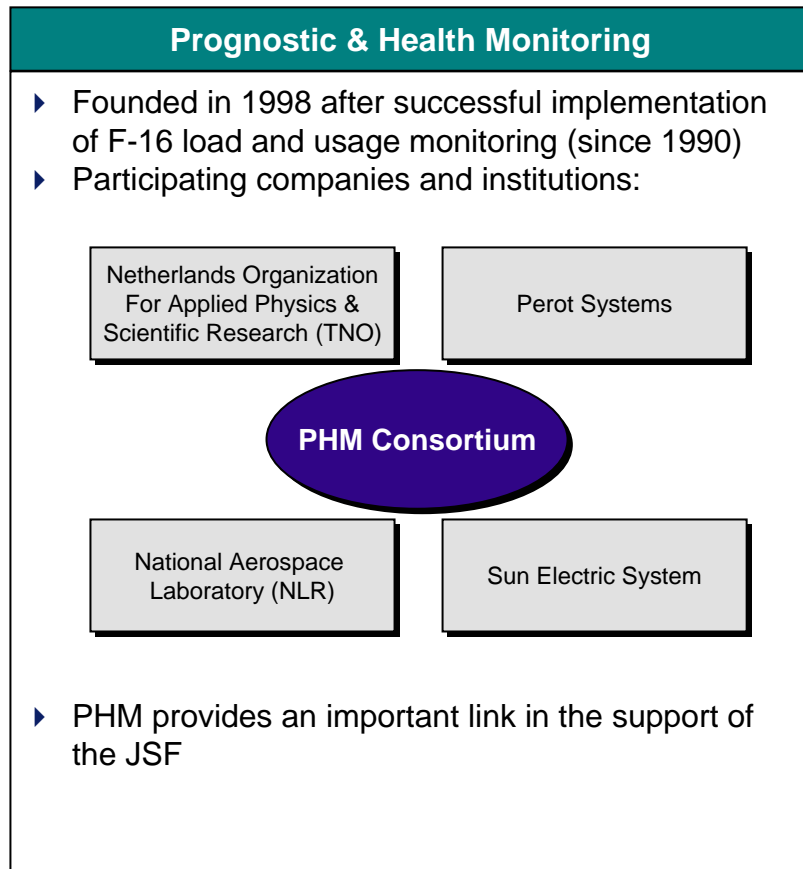 Prognostic & Health Monitoring
Founded in 1998 after successful implementation
of F-16 load and usage monitoring (since 1990)
Participating companies and institutions:
Netherlands Organization
For Applied Physics &
Scientific Research (TNO)
Perot Systems
PHM Consortium
National Aerospace
Laboratory (NLR)
Sun Electric System
PHM provides an important link in the support of
the JSF